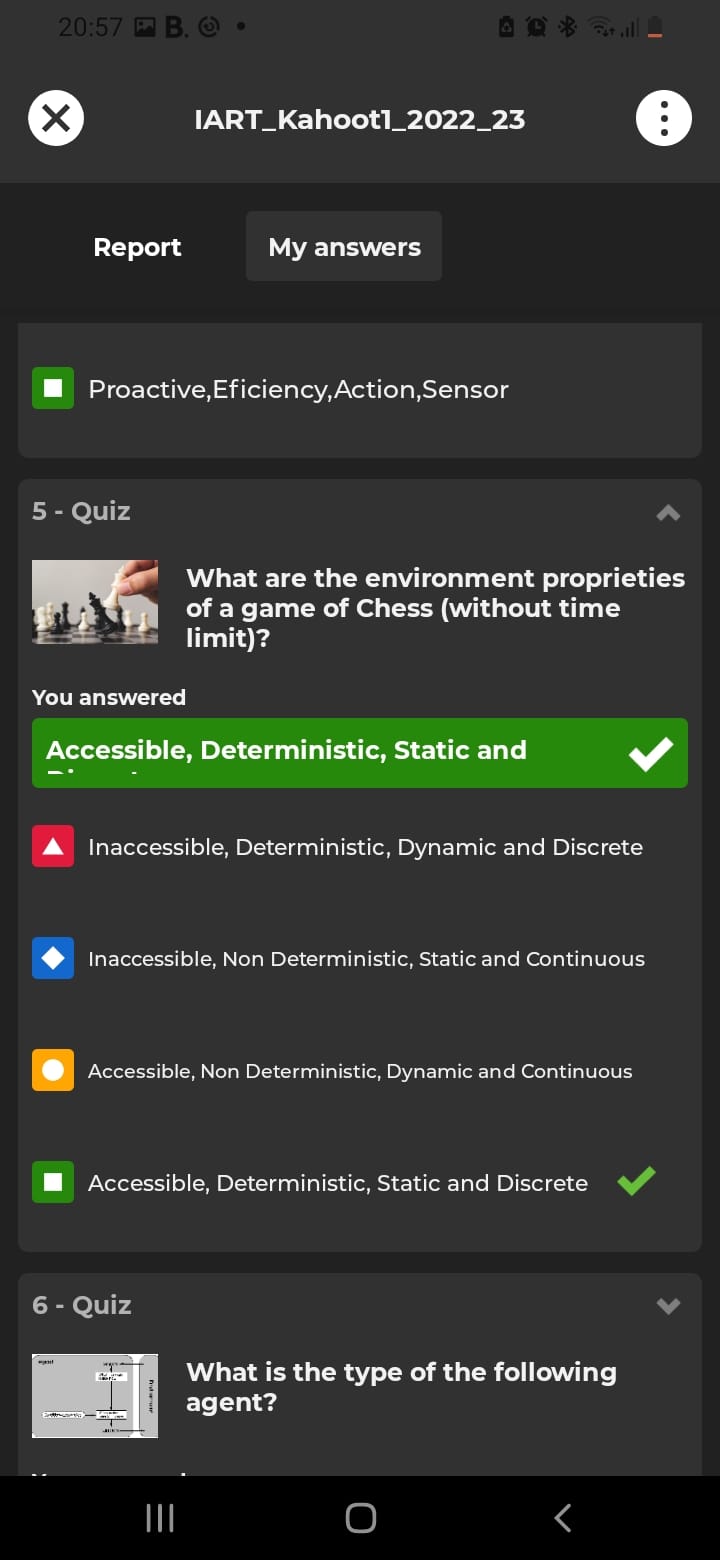 20:57 B.
IART_Kahoot1_2022_23
Report My answers
Proactive,Eficiency,Action,Sensor
5 - Quiz
What are the environment proprieties
of a game of Chess (without time
limit)?
You answered
Accessible, Deterministic, Static and
Inaccessible, Deterministic, Dynamic and Discrete
Inaccessible, Non Deterministic, Static and Continuous
Accessible, Non Deterministic, Dynamic and Continuous
Accessible, Deterministic, Static and Discrete
6 - Quiz
What is the type of the following
agent?